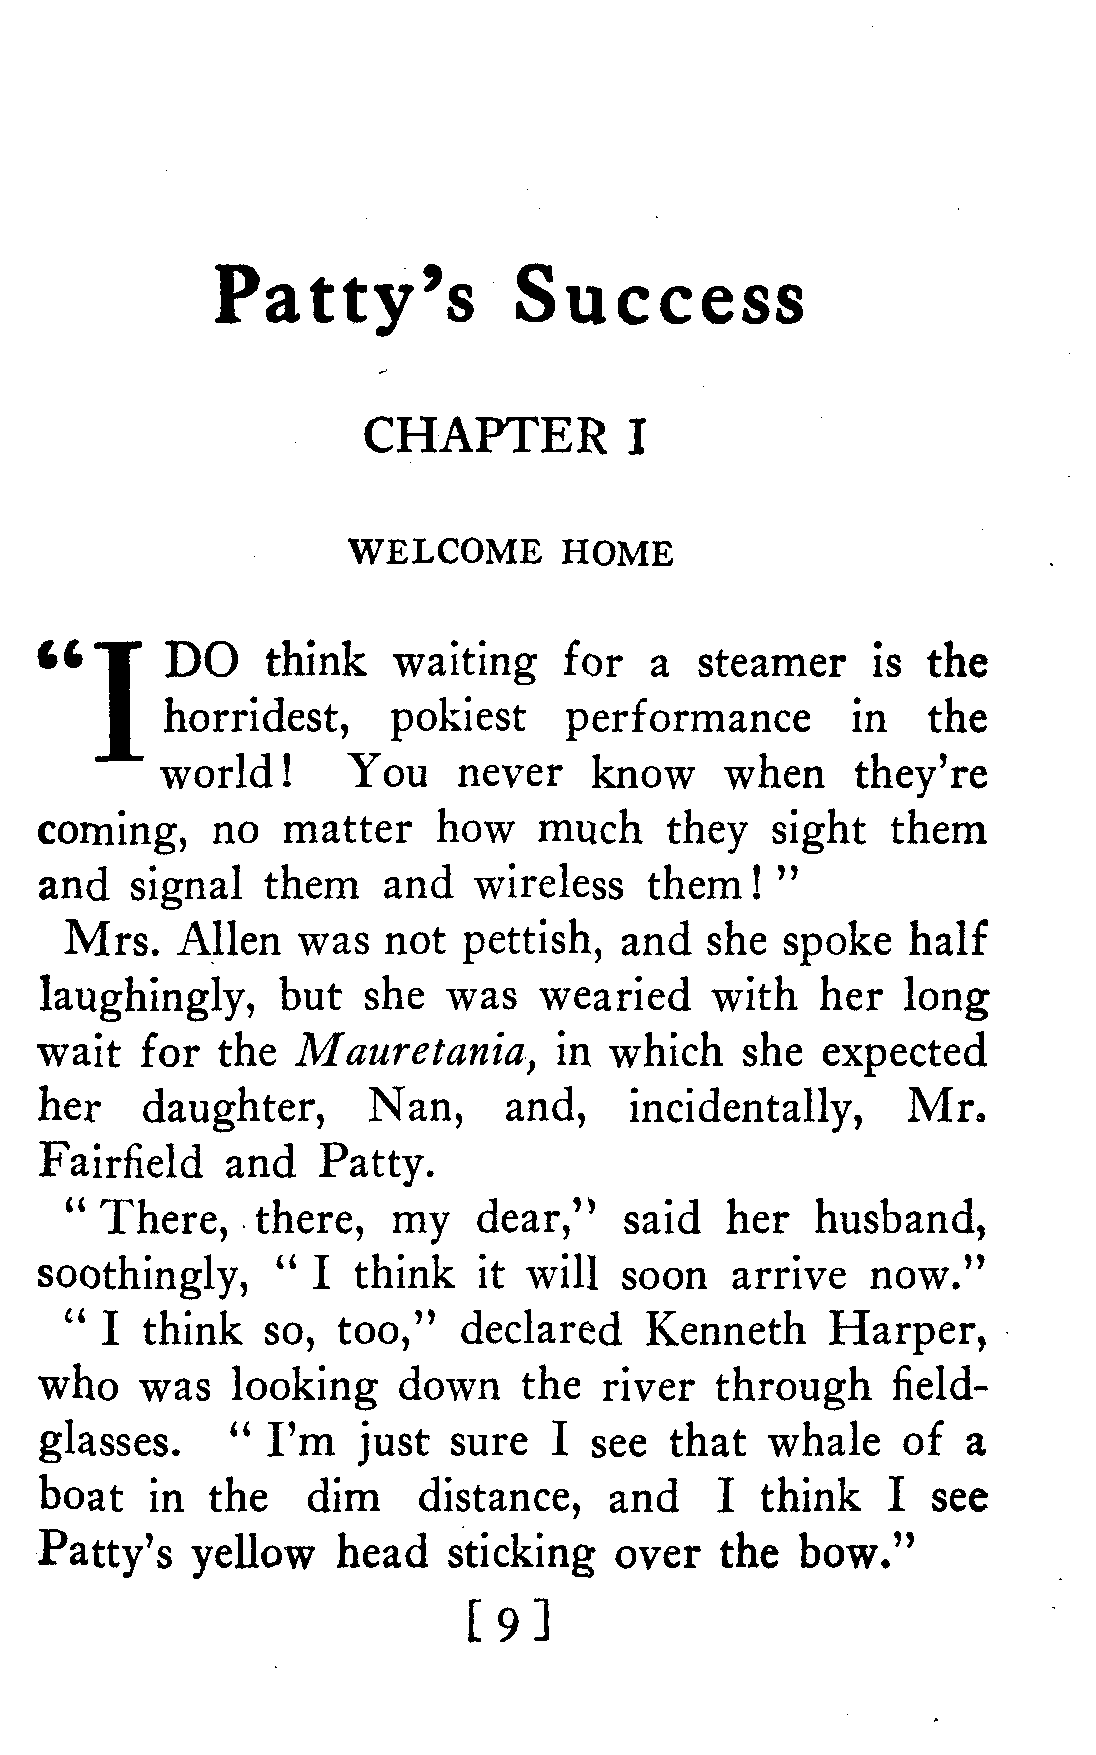 Patty's Success
CHAPTER I
WELCOME HOME
"I DO think waiting for a steamer is the
horridest, pokiest performance in the
world! You never know when they're
coming, no matter how much they sight them
and signal them and wireless them!"
Mrs. Allen was not pettish, and she spoke half
laughingly, but she was wearied with her long
wait for the Mauretania, in which she expected
her daughter, Nan, and, incidentally, Mr.
Fairfield and Patty.
"There, there, my dear," said her husband,
soothingly, "I think it will soon arrive now."
"I think so, too," declared Kenneth Harper,
who was looking down the river through field-
glasses. "I'm just sure I see that whale of a
boat in the dim distance, and I think I see
Patty's yellow head sticking over the bow."
[9]